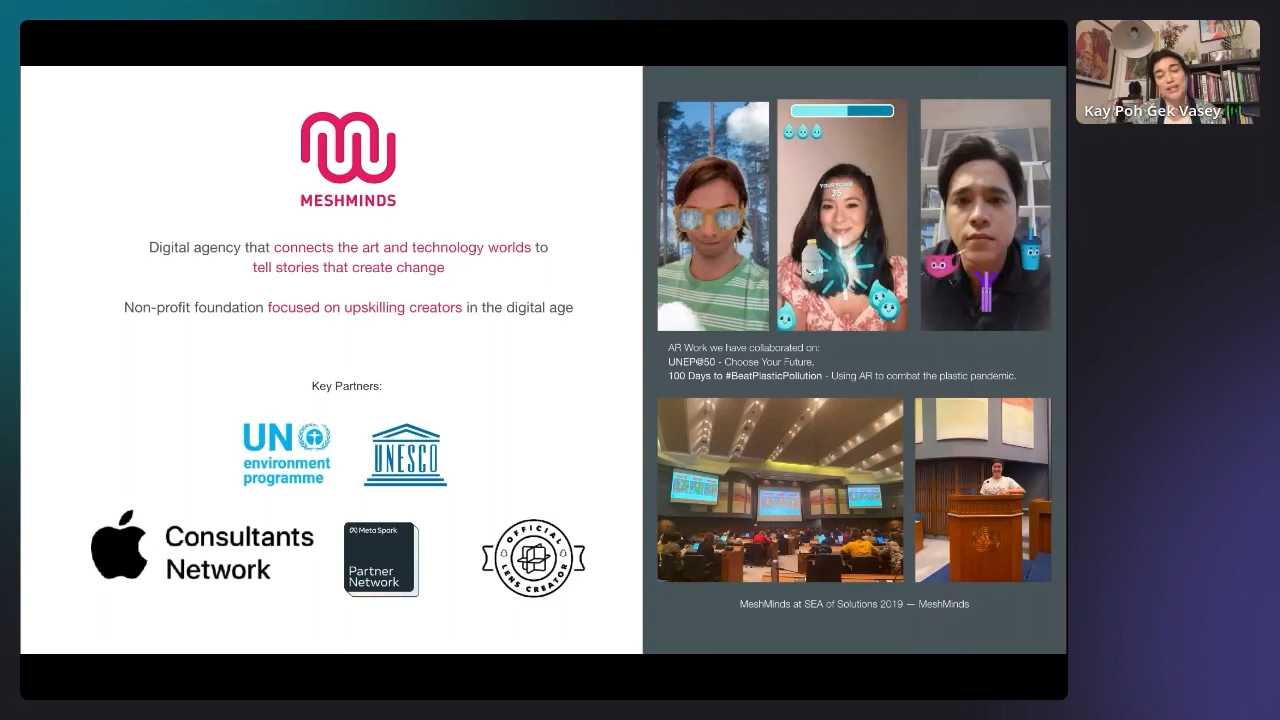 MESHMINDS
Digital agency that connects the art and technology worlds to
tell stories that create change
Non-profit foundation focused on upskilling creators in the digital age
Key Partners:
UN
environment
programme
UNESCO
Consultants
Network
Meta Spark
Partner
Network
OFFICIAL
LENS CREATOR
YOUR SCORE:
35
AR Work we have collaborated on:
UNEP@50 - Choose Your Future,
100 Days to #BeatPlasticPollution - Using AR to combat the plastic pandemic.
MeshMinds at SEA of Solutions 2019 — MeshMinds
Kay Poh Gek Vasey